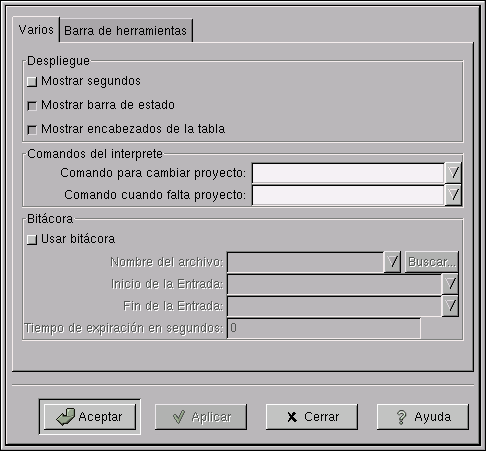 Varios
Barra de herramientas
Despliegue
Mostrar segundos
Mostrar barra de estado
Mostrar encabezados de la tabla
Comandos del interprete
Comando para cambiar proyecto:
Comando cuando falta proyecto:
Bitácora
Usar bitácora
Nombre del archivo:
Buscar...
Inicio de la Entrada:
Fin de la Entrada:
Tiempo de expiración en segundos: 0
Aceptar
Aplicar
Cerrar
Ayuda